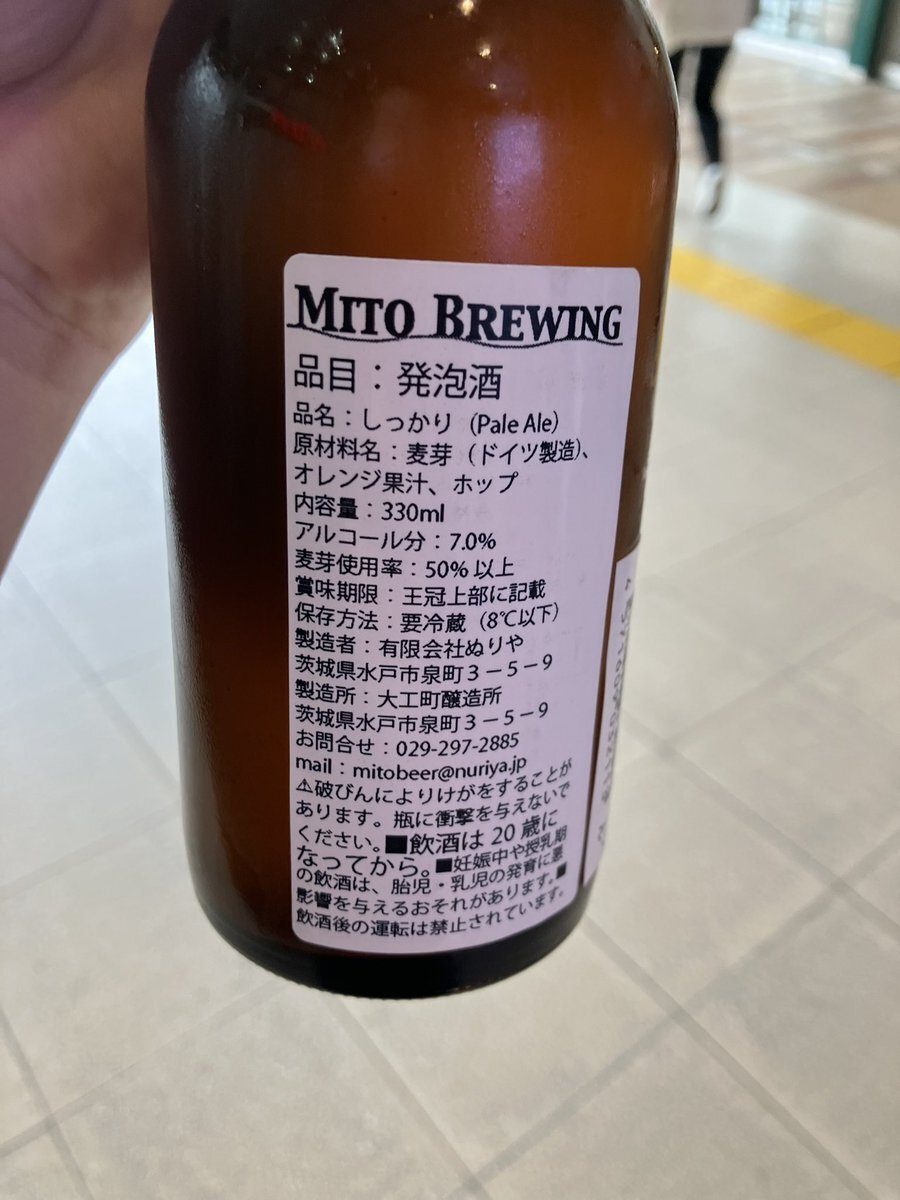 MITO BREWING
品目：発泡酒
品名：しっかり（Pale Ale）
原材料名：麦芽（ドイツ製造）、
オレンジ果汁、ホップ
内容量：330ml
アルコール分：7.0%
麦芽使用率：50% 以上
賞味期限：王冠上部に記載
保存方法：要冷蔵（8℃以下）
製造者：有限会社ぬりや
茨城県水戸市泉町３－５－９
製造所：大工町醸造所
茨城県水戸市泉町３－５－９
お問合せ：029-297-2885
mail：mitobeer@nuriya.jp
⚠破びんによりけがをすることが
あります。瓶に衝撃を与えないで
ください。■飲酒は 20 歳に
なってから。■妊娠中や授乳期
の飲酒は、胎児・乳児の発育に悪
影響を与えるおそれがあります。■
飲酒後の運転は禁止されています。